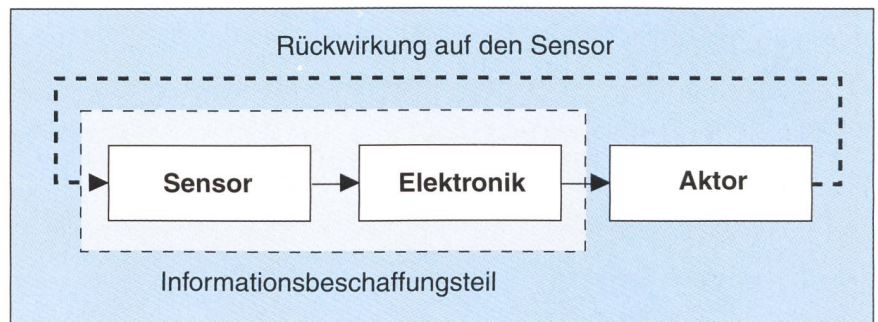 Rückwirkung auf den Sensor
Sensor
Elektronik
Aktor
Informationsbeschaffungsteil